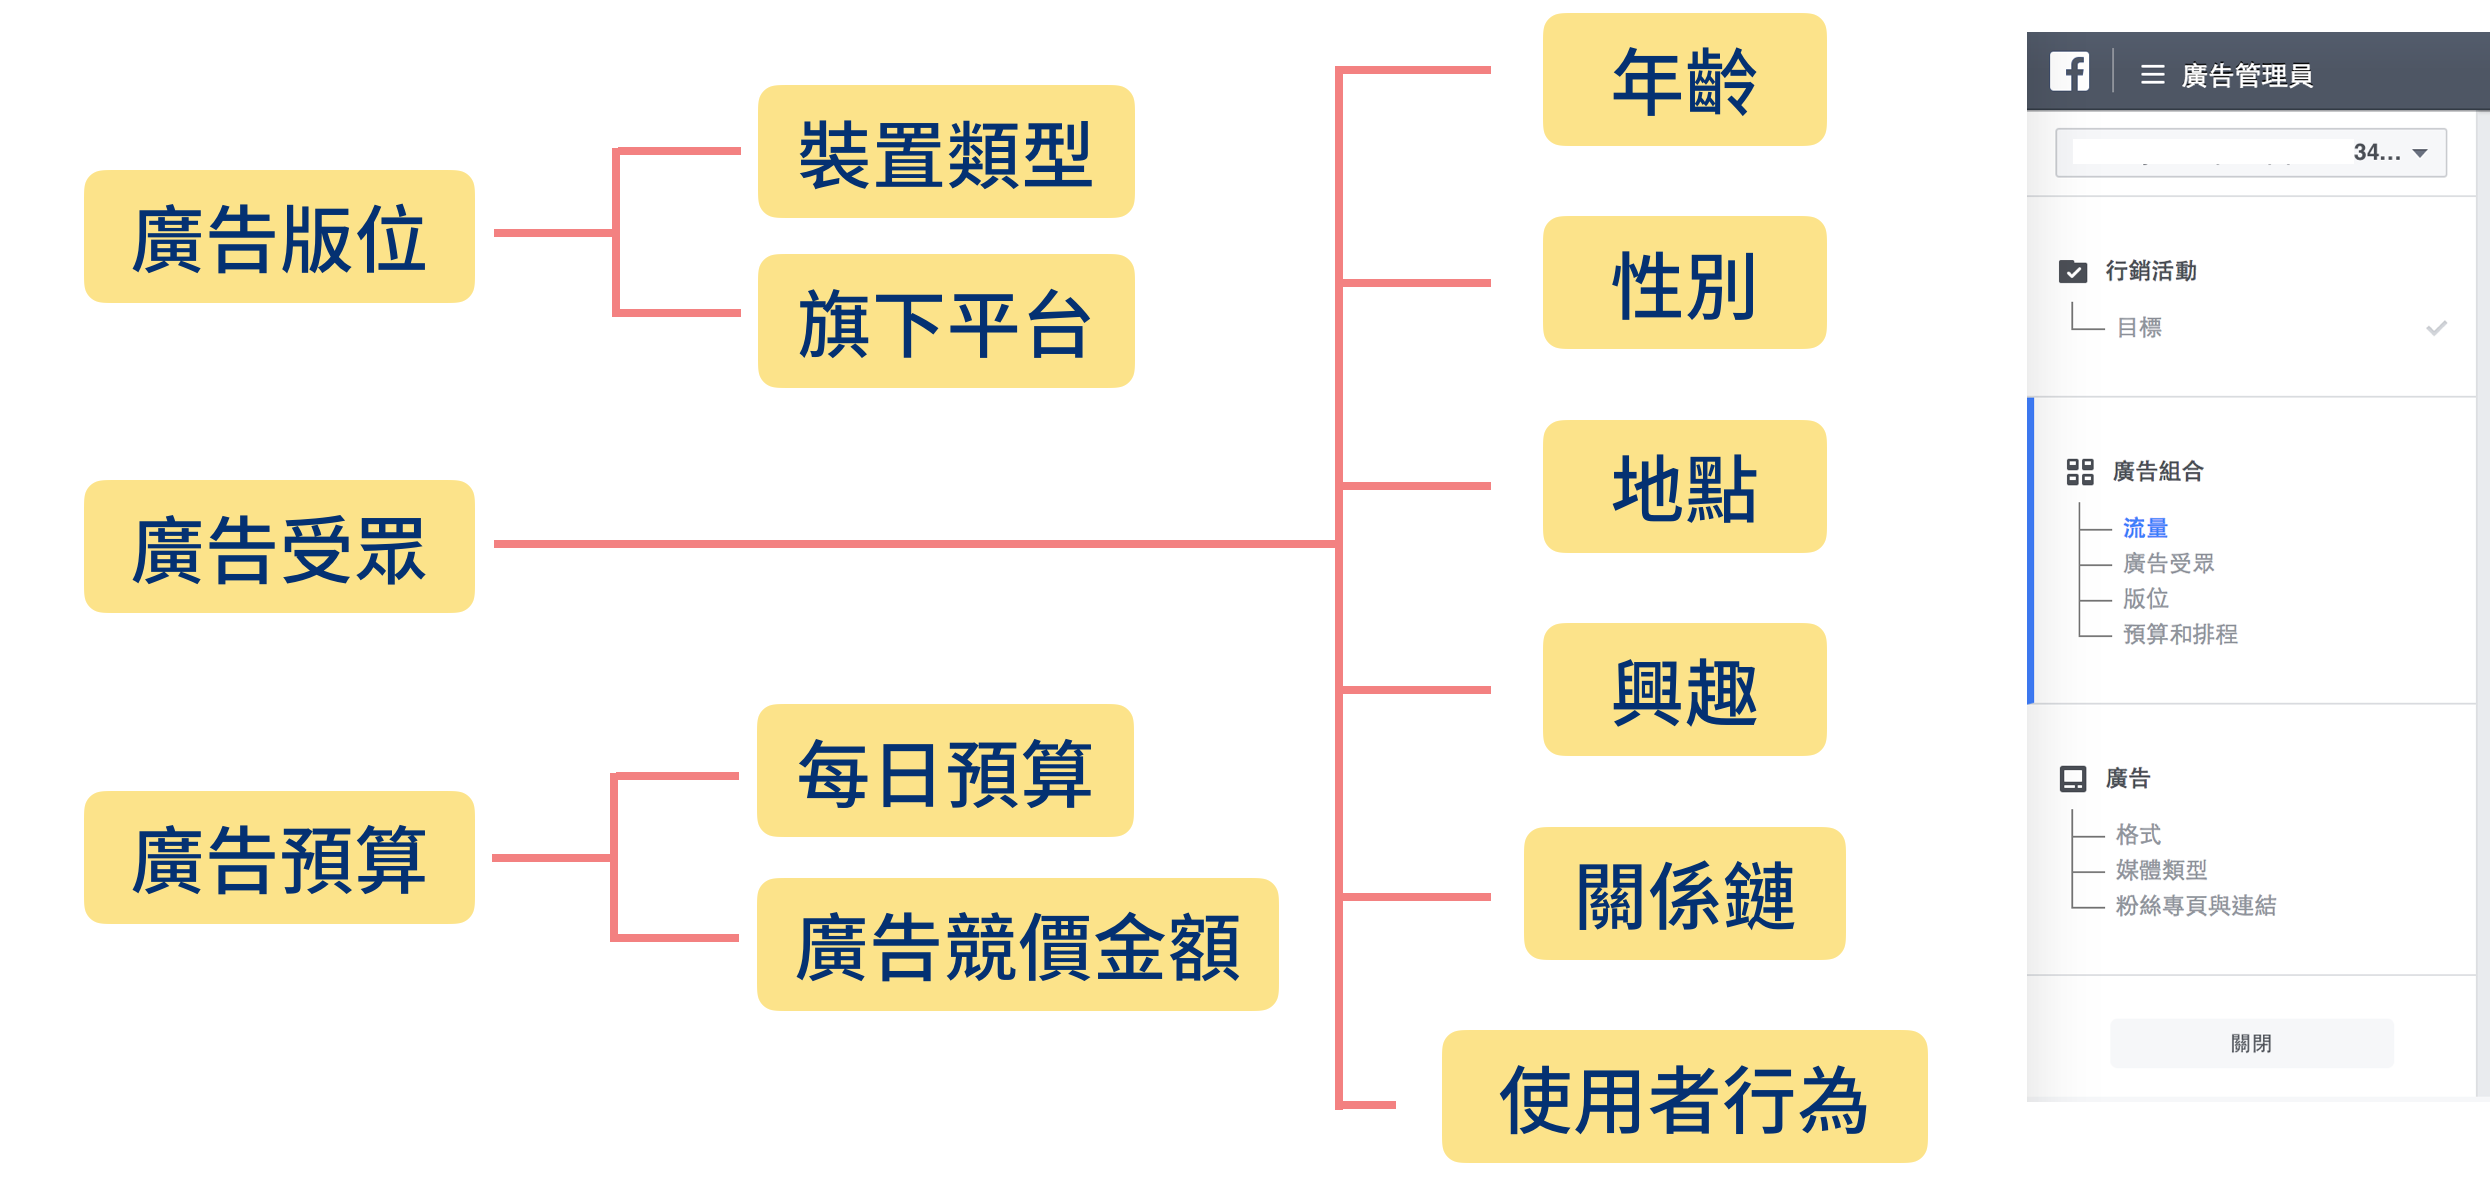 廣告版位
裝置類型
旗下平台
廣告受眾
年齡
性別
地點
興趣
關係鏈
使用者行為
廣告預算
每日預算
廣告競價金額
廣告管理員
34...
行銷活動
目標
廣告組合
流量
廣告受眾
版位
預算和排程
廣告
格式
媒體類型
粉絲專頁與連結
關閉